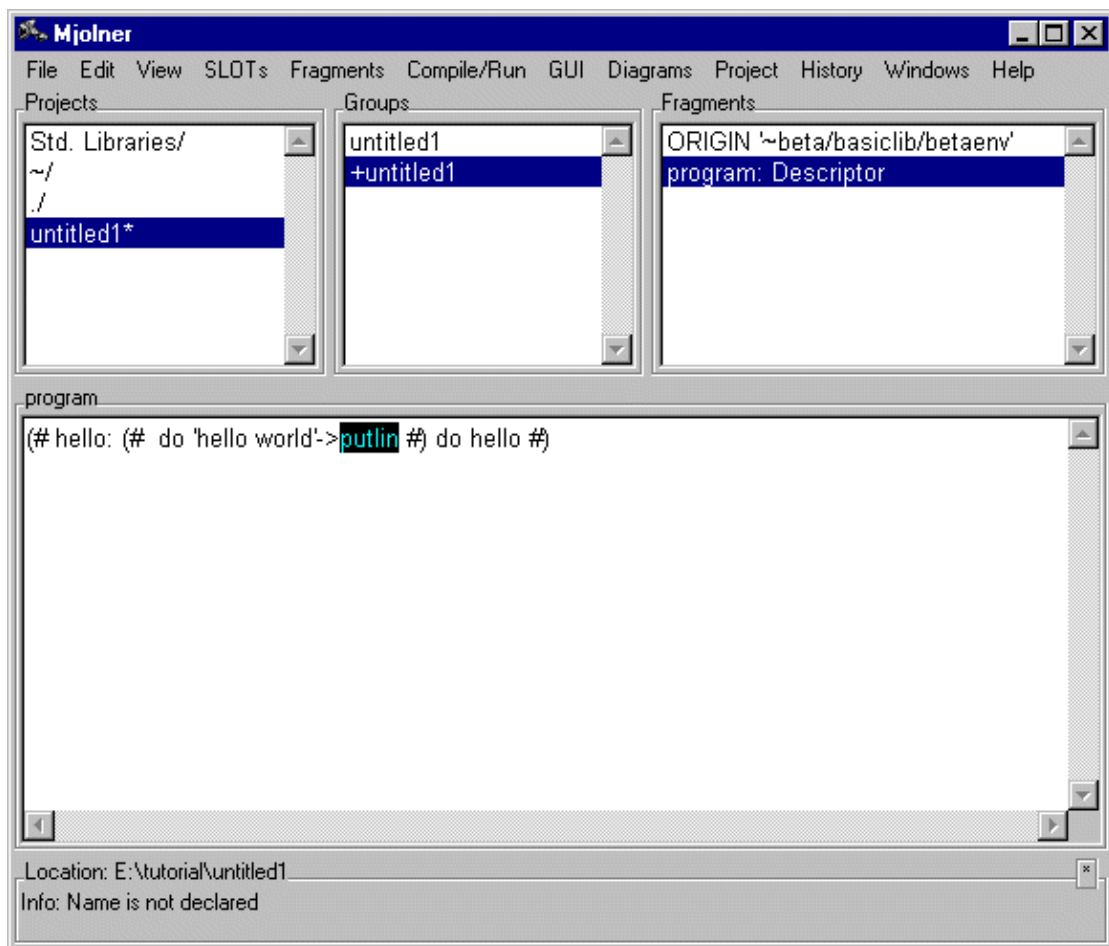 Mjolner
File Edit View SLOTs Fragments Compile/Run GUI Diagrams Project History Windows Help
Projects
Std. Libraries/
~/
./
untitled1*
Groups
untitled1
+untitled1
Fragments
ORIGIN '~beta/basiclib/betaenv'
program: Descriptor
program
(# hello: (# do 'hello world'->putlin #) do hello #)
Location: E:\tutorial\untitled1
Info: Name is not declared